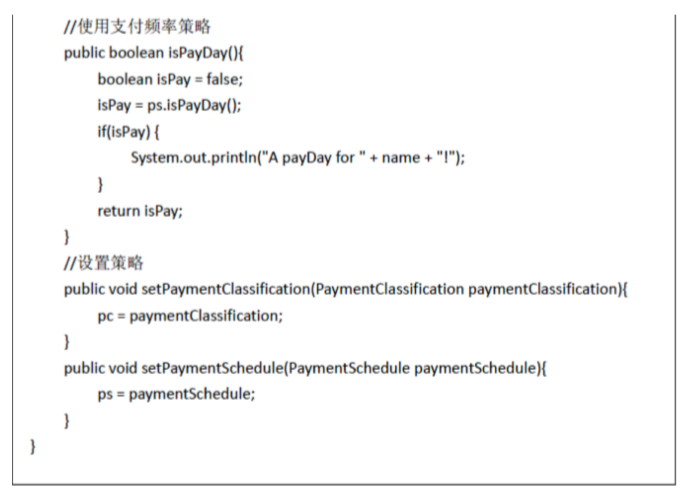 //使用支付频率策略
public boolean isPayDay(){
boolean isPay = false;
isPay = ps.isPayDay();
if(isPay) {
System.out.println("A payDay for " + name + "!");
}
return isPay;
}
//设置策略
public void setPaymentClassification(PaymentClassification paymentClassification){
pc = paymentClassification;
}
public void setPaymentSchedule(PaymentSchedule paymentSchedule){
ps = paymentSchedule;
}
}